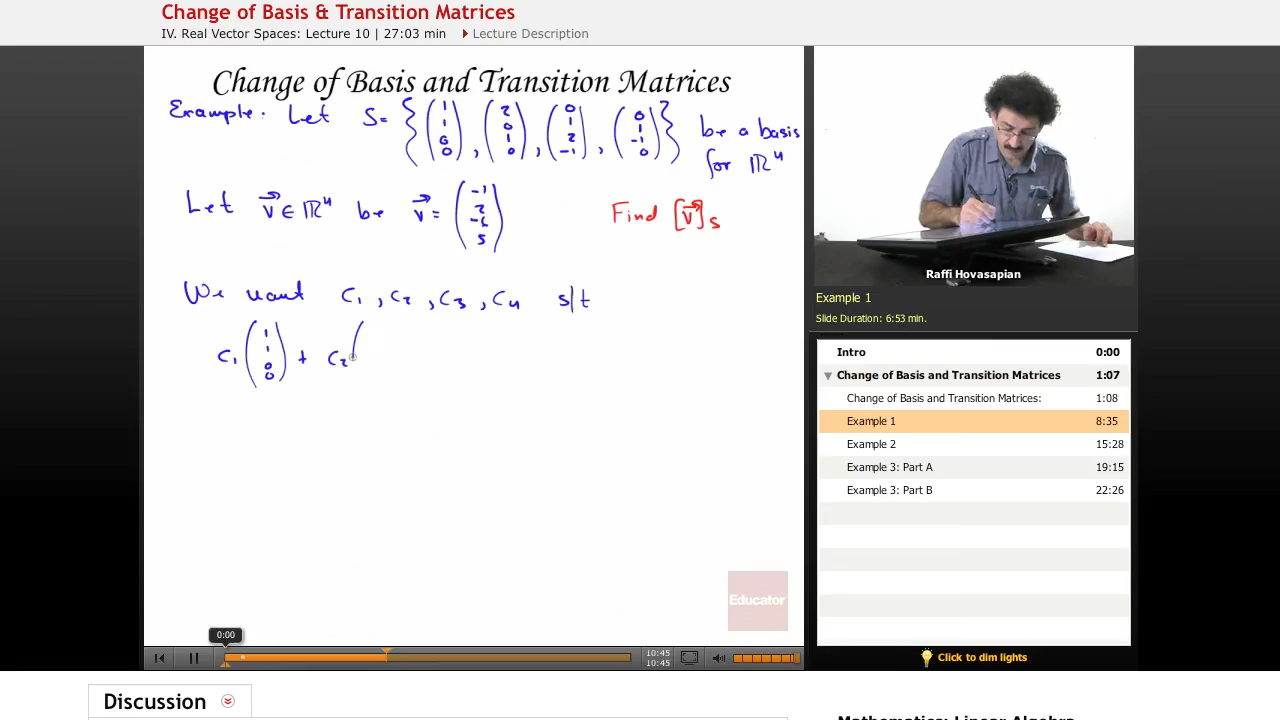 Change of Basis & Transition Matrices
IV. Real Vector Spaces: Lecture 10 | 27:03 min Lecture Description
Change of Basis and Transition Matrices
Example: Let S = { (1 1 0 0), (2 0 1 0), (0 1 2 -1), (0 1 -1 0) } be a basis
for ℝ⁴
Let v⃗ ∈ ℝ⁴ be v⃗ = (-1 2 -6 5) Find [v⃗]s
We want C₁, C₂, C₃, C₄ s|t
C₁ (1 1 0 0) + C₂ (
Raffi Hovasapian
Example 1
Slide Duration: 6:53 min.
Intro 0:00
Change of Basis and Transition Matrices 1:07
Change of Basis and Transition Matrices: 1:08
Example 1 8:35
Example 2 15:28
Example 3: Part A 19:15
Example 3: Part B 22:26
Educator
0:00
10:45
10:45
Click to dim lights
Discussion
Mathematics: Linear Algebra